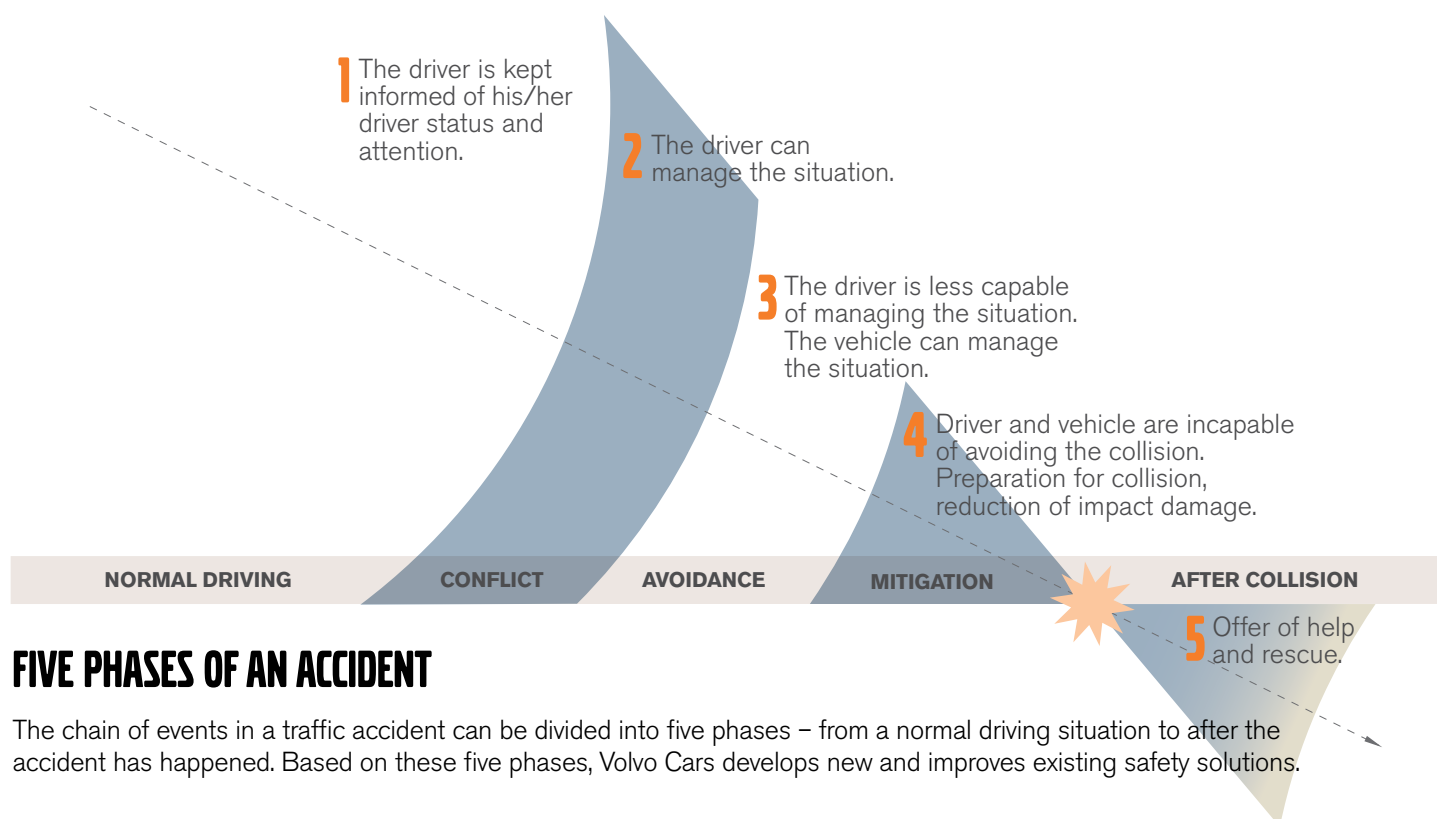 1 The driver is kept
informed of his/her
driver status and
attention.
2 The driver can
manage the situation.
3 The driver is less capable
of managing the situation.
The vehicle can manage
the situation.
4 Driver and vehicle are incapable
of avoiding the collision.
Preparation for collision,
reduction of impact damage.
NORMAL DRIVING CONFLICT AVOIDANCE MITIGATION AFTER COLLISION
5 Offer of help
and rescue.
FIVE PHASES OF AN ACCIDENT
The chain of events in a traffic accident can be divided into five phases – from a normal driving situation to after the
accident has happened. Based on these five phases, Volvo Cars develops new and improves existing safety solutions.